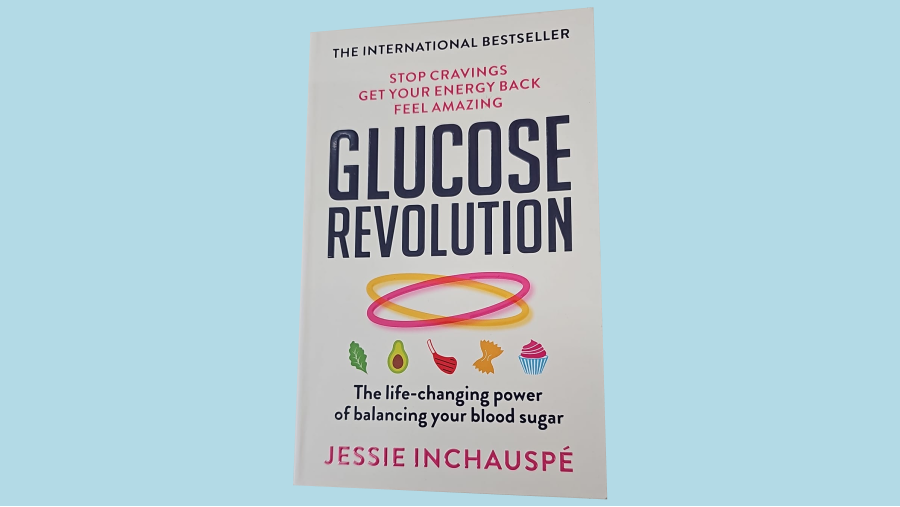 THE INTERNATIONAL BESTSELLER
STOP CRAVINGS
GET YOUR ENERGY BACK
FEEL AMAZING
GLUCOSE
REVOLUTION
The life-changing power
of balancing your blood sugar
JESSIE INCHAUSPÉ